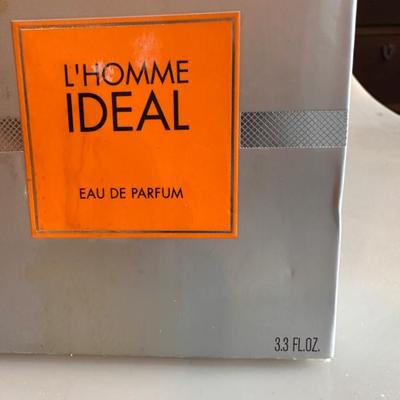 L'HOMME
IDEAL
EAU DE PARFUM
3.3 FL.OZ.